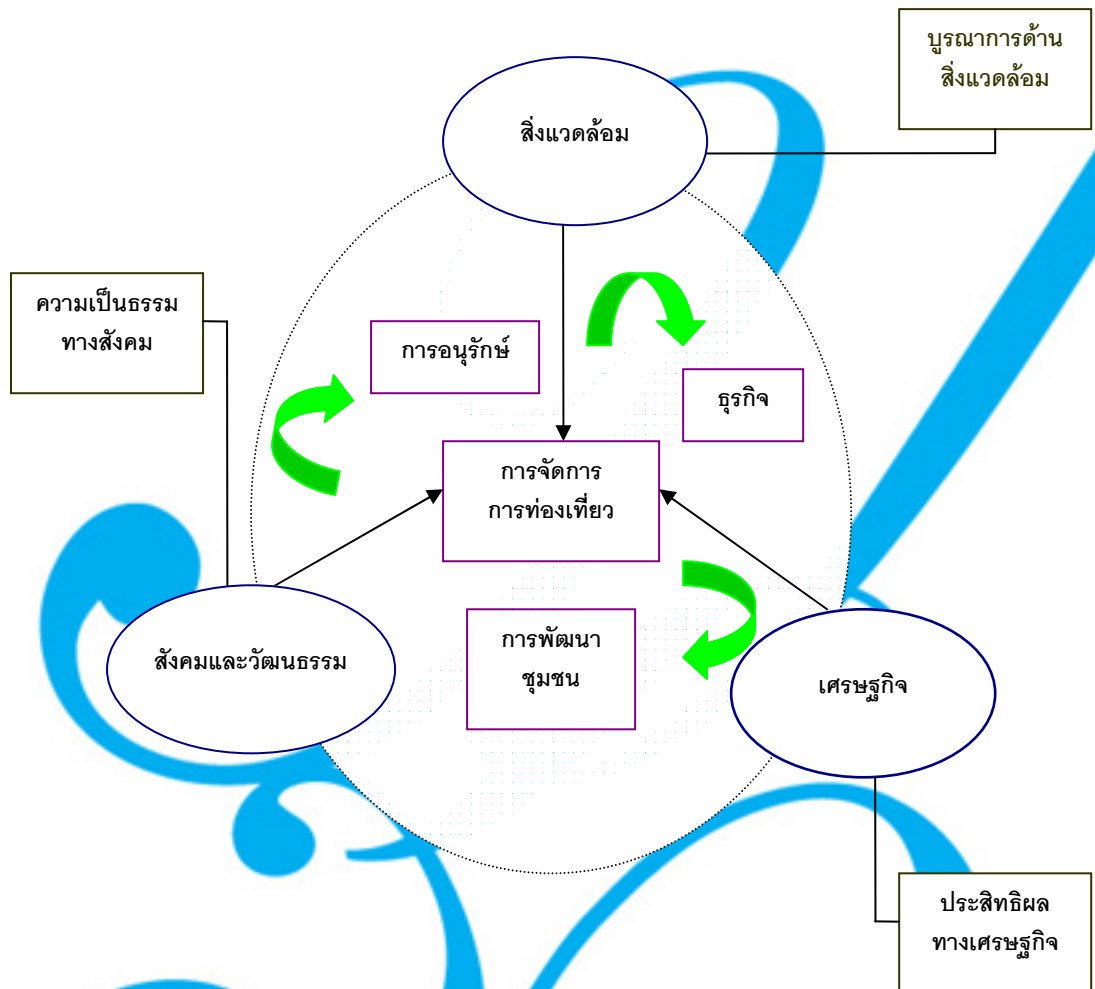 บูรณาการด้าน
สิ่งแวดล้อม
สิ่งแวดล้อม
ความเป็นธรรม
ทางสังคม
การอนุรักษ์
ธุรกิจ
การจัดการ
การท่องเที่ยว
สังคมและวัฒนธรรม
การพัฒนา
ชุมชน
เศรษฐกิจ
ประสิทธิผล
ทางเศรษฐกิจ